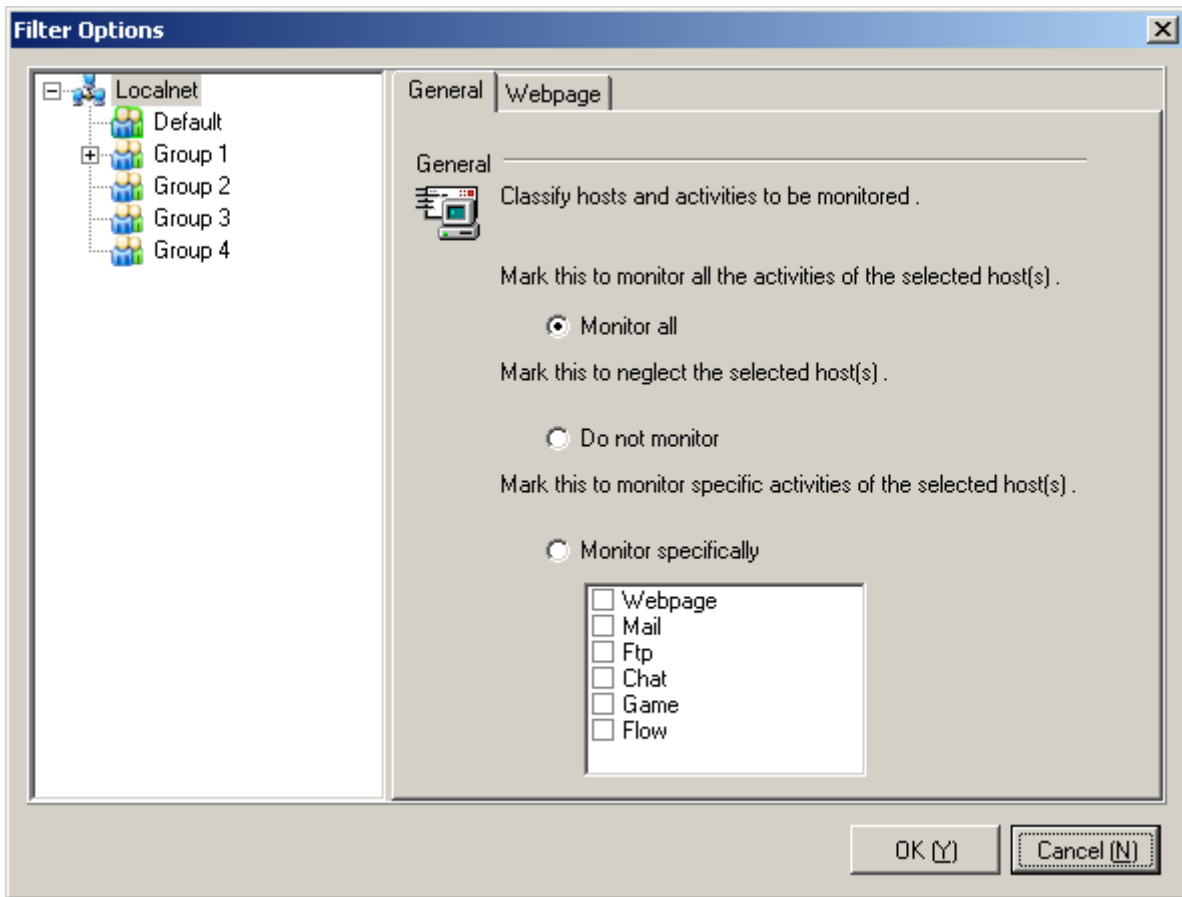 Filter Options
Localnet
Default
Group 1
Group 2
Group 3
Group 4
General
Webpage
General
Classify hosts and activities to be monitored .
Mark this to monitor all the activities of the selected host(s) .
Monitor all
Mark this to neglect the selected host(s) .
Do not monitor
Mark this to monitor specific activities of the selected host(s) .
Monitor specifically
Webpage
Mail
Ftp
Chat
Game
Flow
OK (Y)
Cancel (N)